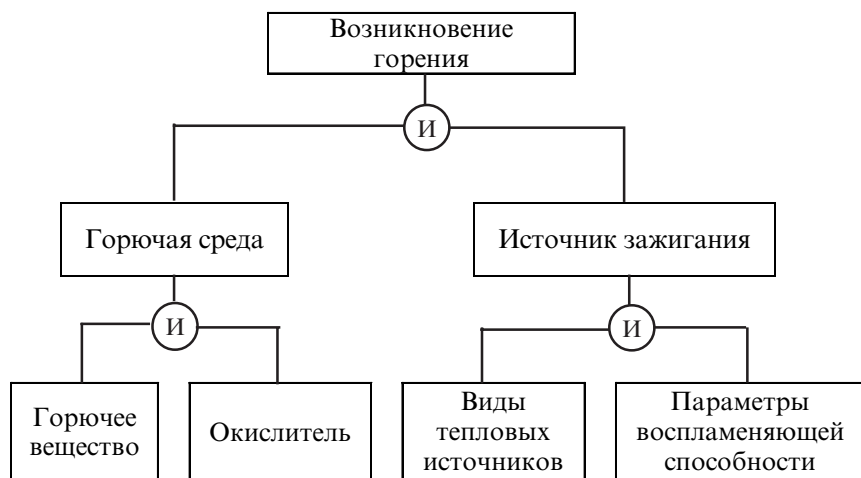 Возникновение
горения
И
Горючая среда
Источник зажигания
И
И
Горючее
вещество
Окислитель
Виды
тепловых
источников
Параметры
воспламеняющей
способности